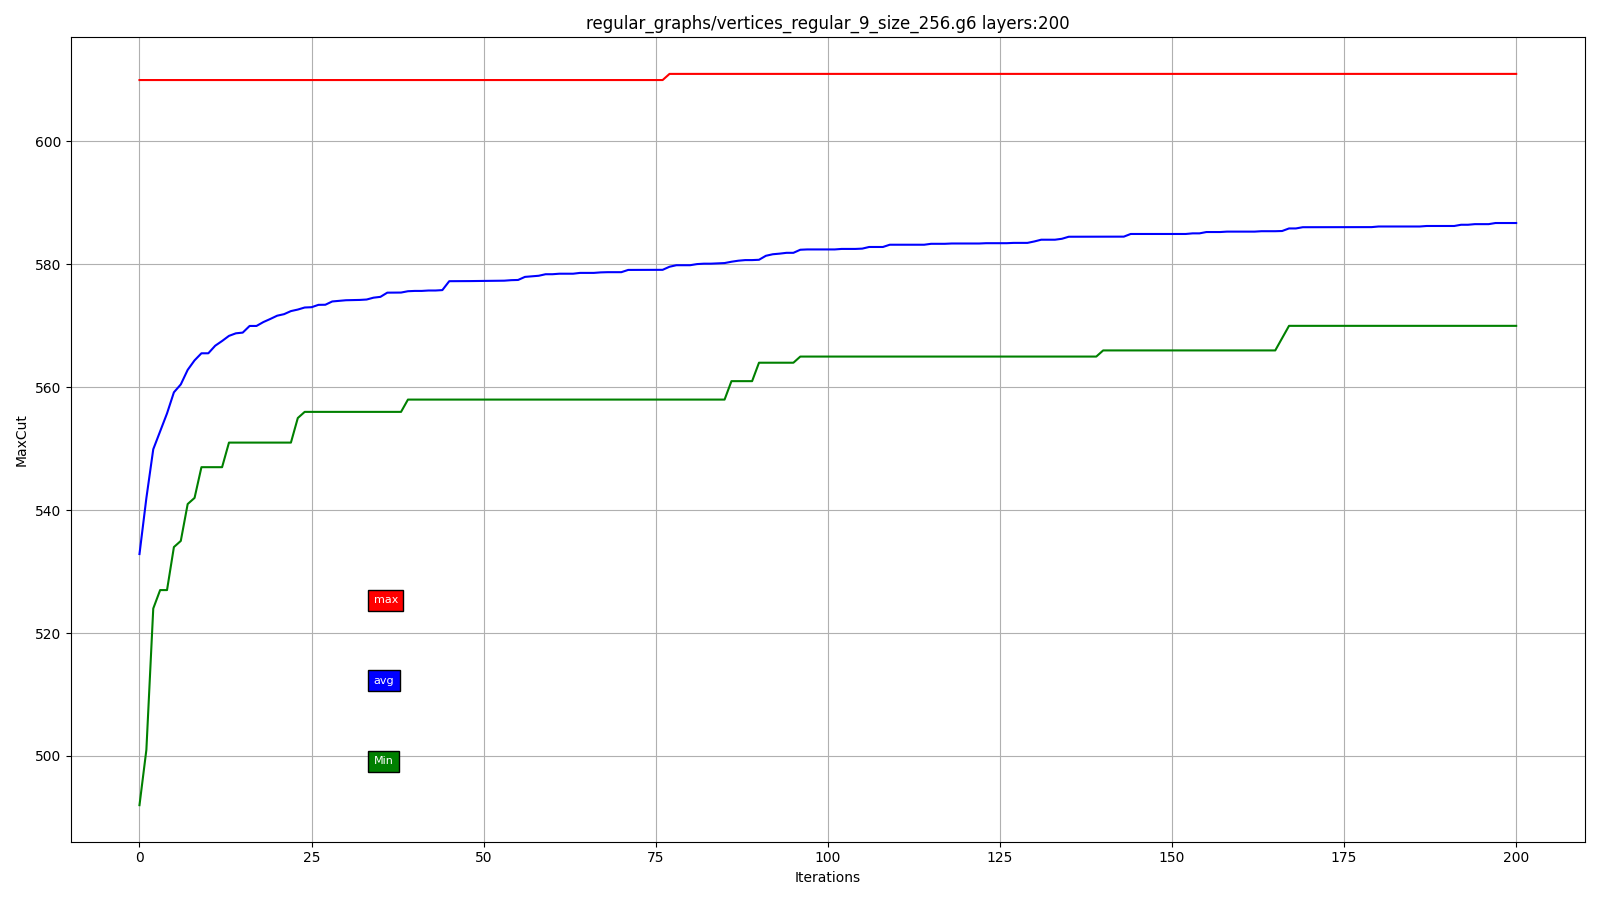 regular_graphs/vertices_regular_9_size_256.g6 layers:200
MaxCut
600
580
560
540
520
500
max
avg
Min
0 25 50 75 100 125 150 175 200
Iterations